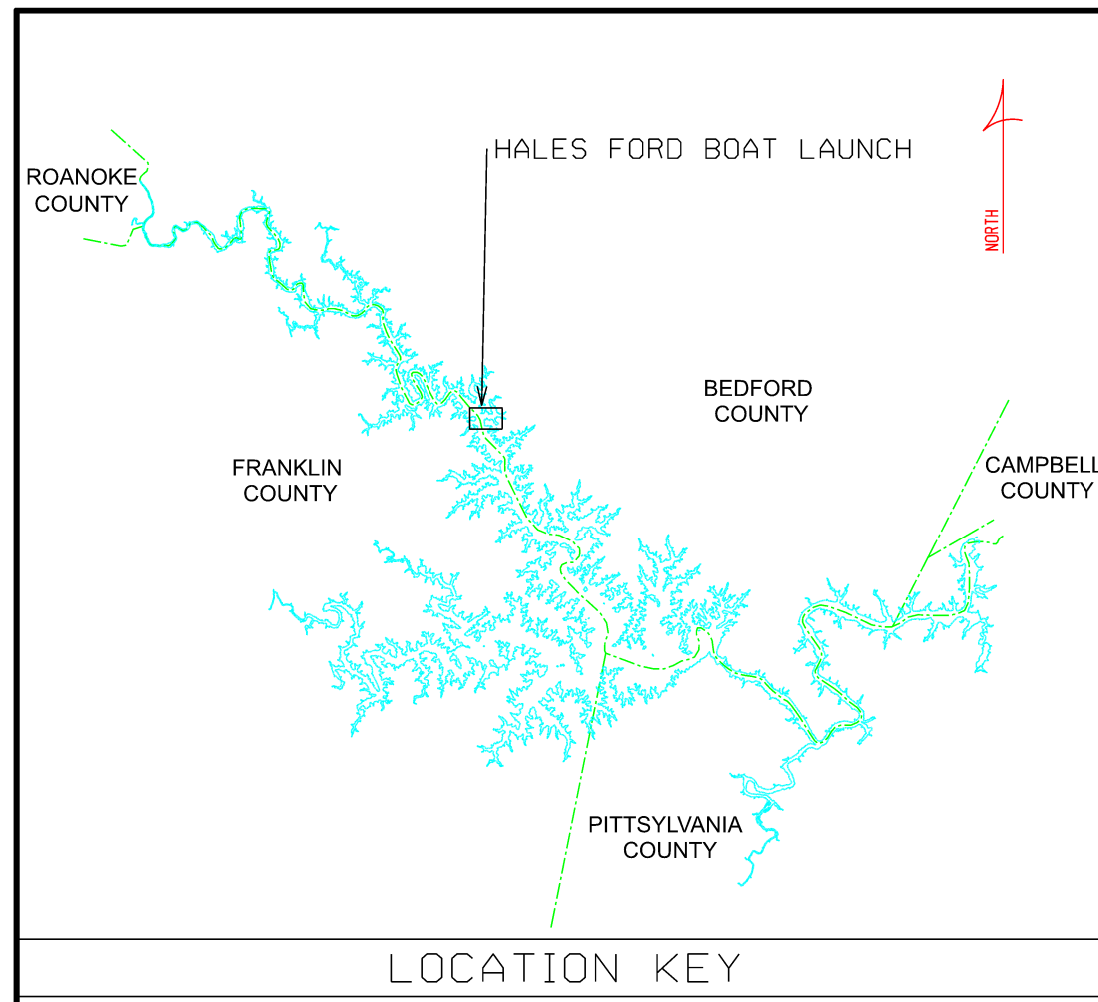 HALES FORD BOAT LAUNCH
ROANOKE
COUNTY
NORTH
BEDFORD
COUNTY
FRANKLIN
COUNTY
CAMPBELL
COUNTY
PITTSYLVANIA
COUNTY
LOCATION KEY